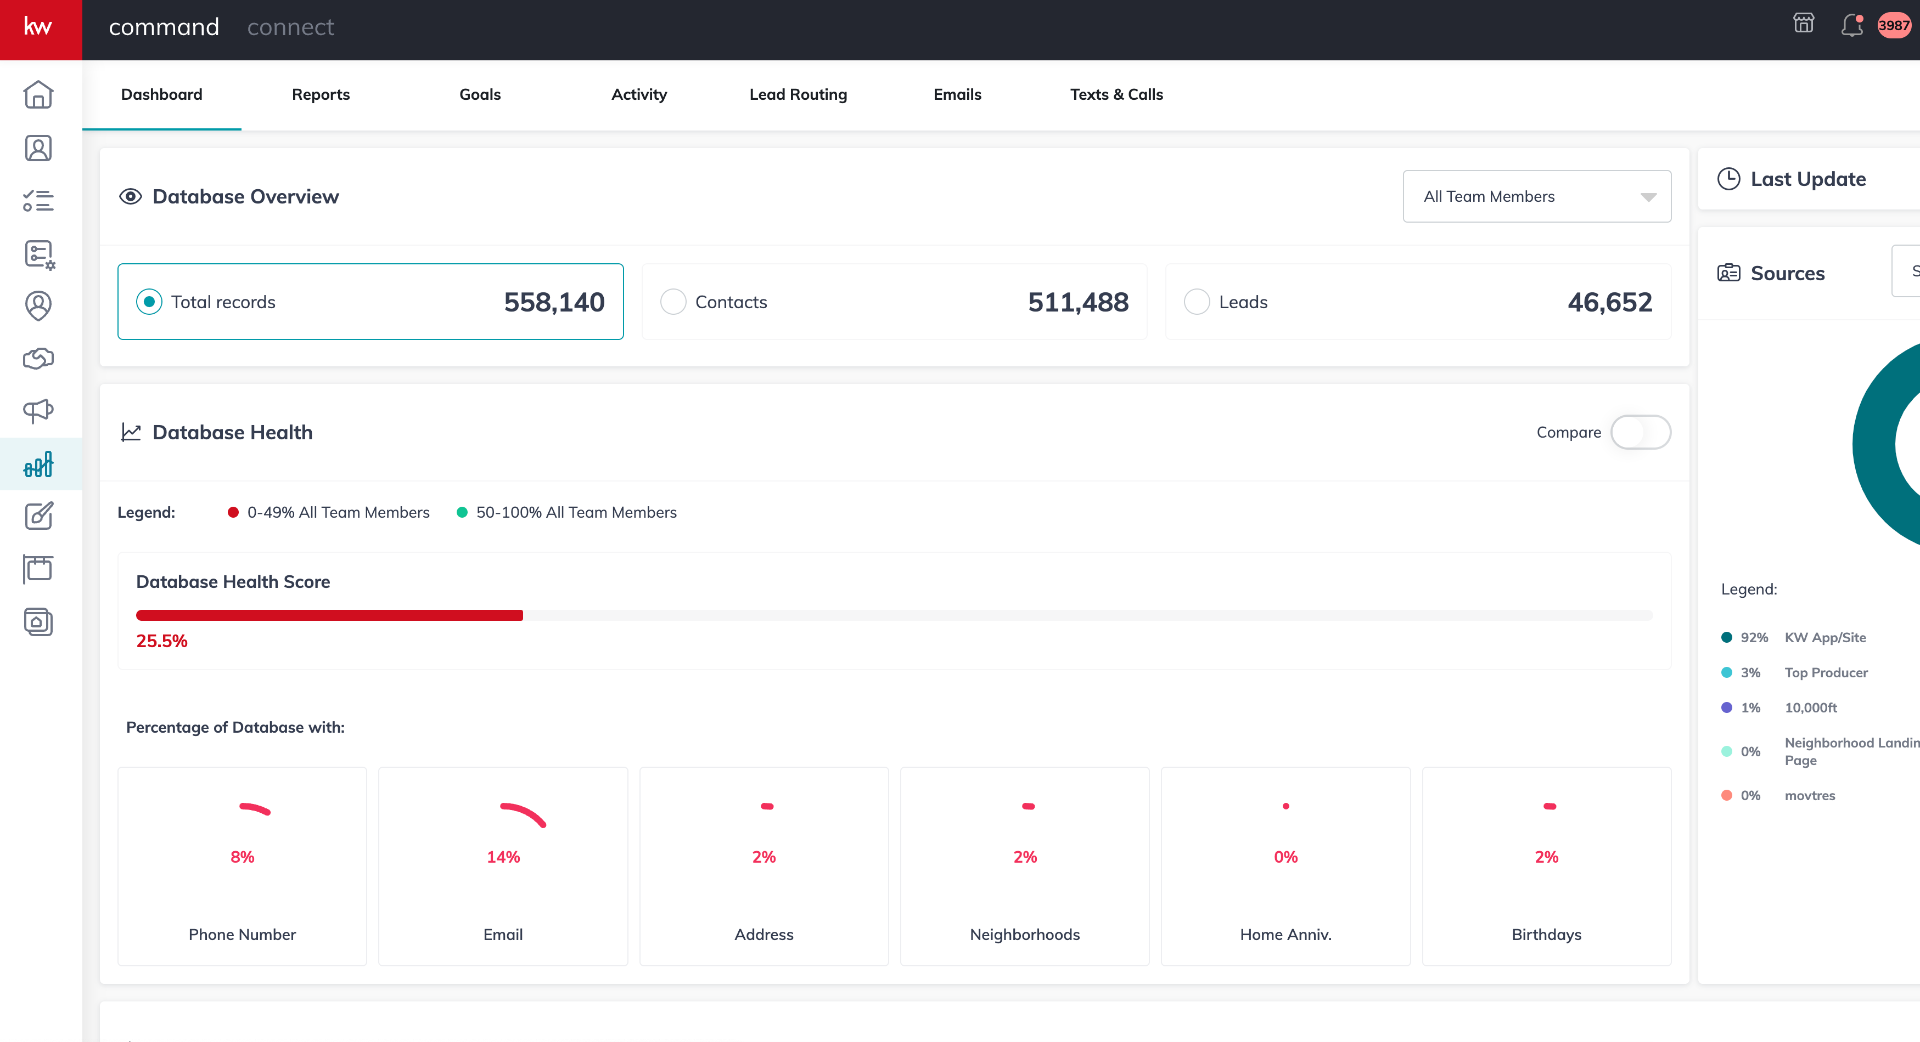 kw
command connect
3987
Dashboard Reports Goals Activity Lead Routing Emails Texts & Calls
Database Overview
All Team Members
Total records 558,140
Contacts 511,488
Leads 46,652
Database Health
Compare
Legend: 0-49% All Team Members 50-100% All Team Members
Database Health Score
25.5%
Percentage of Database with:
8%
Phone Number
14%
Email
2%
Address
2%
Neighborhoods
0%
Home Anniv.
2%
Birthdays
Last Update
Sources
S
Legend:
92% KW App/Site
3% Top Producer
1% 10,000ft
0% Neighborhood Landin
Page
0% movtres